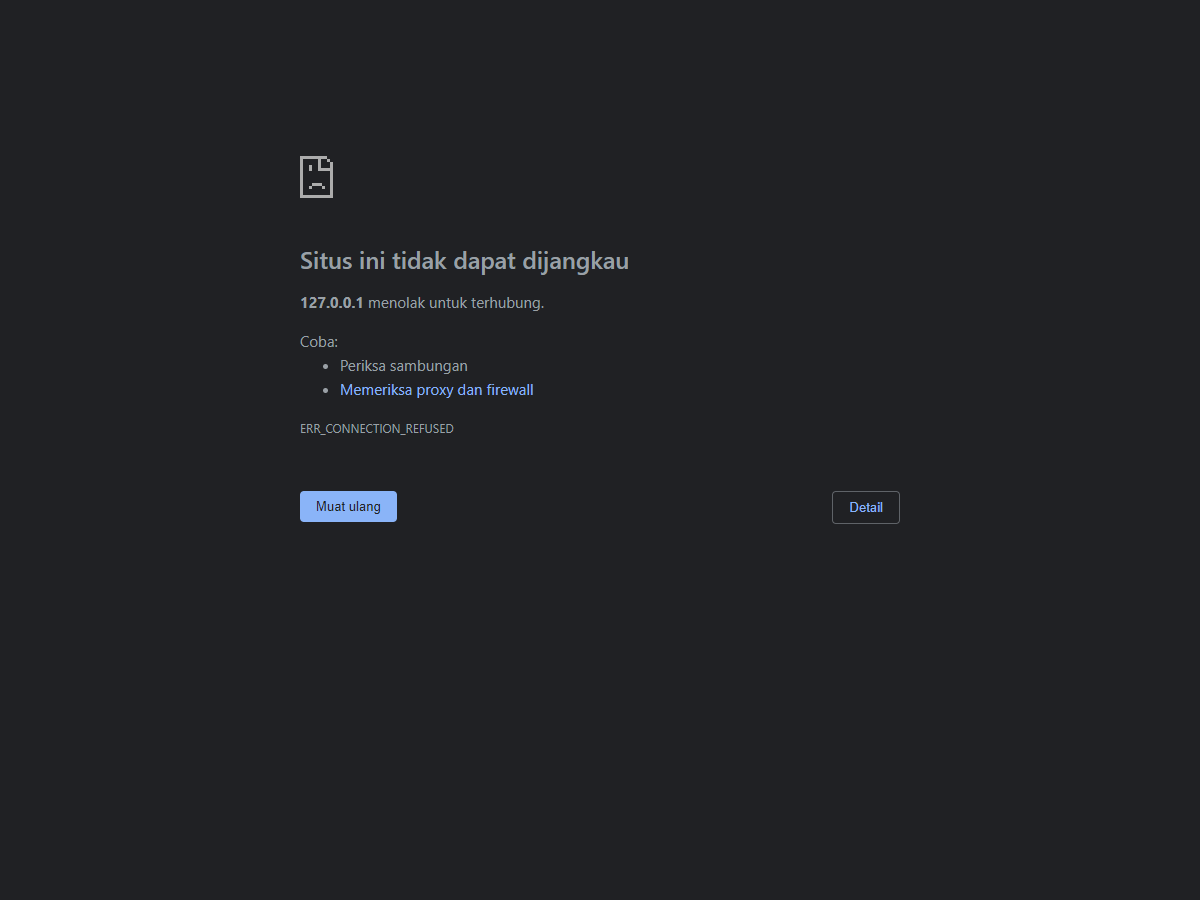 Situs ini tidak dapat dijangkau
127.0.0.1 menolak untuk terhubung.
Coba:
• Periksa sambungan
• Memeriksa proxy dan firewall
ERR_CONNECTION_REFUSED
Muat ulang Detail